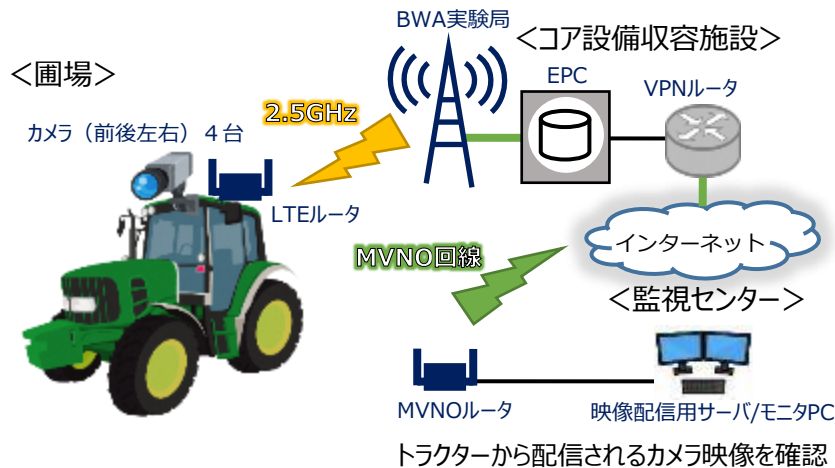 BWA実験局
＜コア設備収容施設＞
＜圃場＞
EPC
VPNルータ
2.5GHz
カメラ（前後左右）４台
LTEルータ
インターネット
MVNO回線
＜監視センター＞
MVNOルータ
映像配信用サーバ/モニタPC
トラクターから配信されるカメラ映像を確認